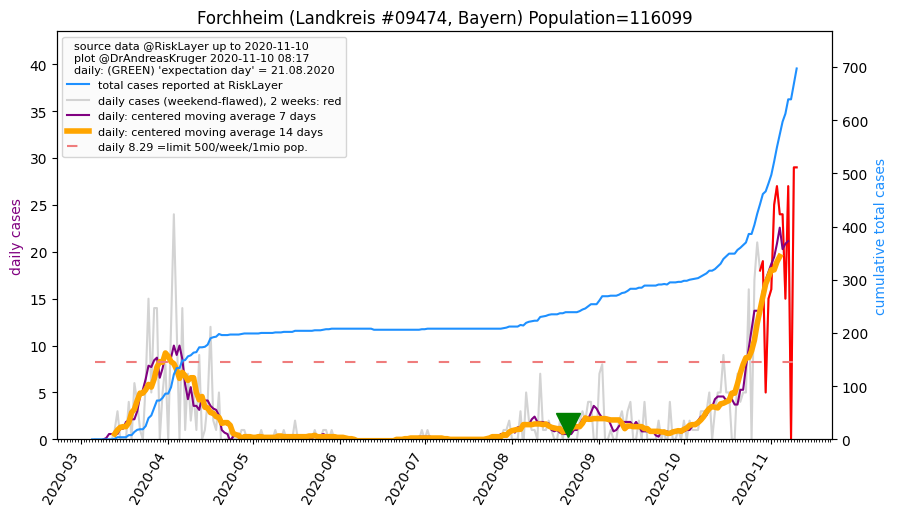 Forchheim (Landkreis #09474, Bayern) Population=116099
source data @RiskLayer up to 2020-11-10
plot @DrAndreasKruger 2020-11-10 08:17
daily: (GREEN) 'expectation day' = 21.08.2020
total cases reported at RiskLayer
daily cases (weekend-flawed), 2 weeks: red
daily: centered moving average 7 days
daily: centered moving average 14 days
daily 8.29 =limit 500/week/1mio pop.
daily cases
40
35
30
25
20
15
10
5
0
cumulative total cases
700
600
500
400
300
200
100
0
2020-03
2020-04
2020-05
2020-06
2020-07
2020-08
2020-09
2020-10
2020-11